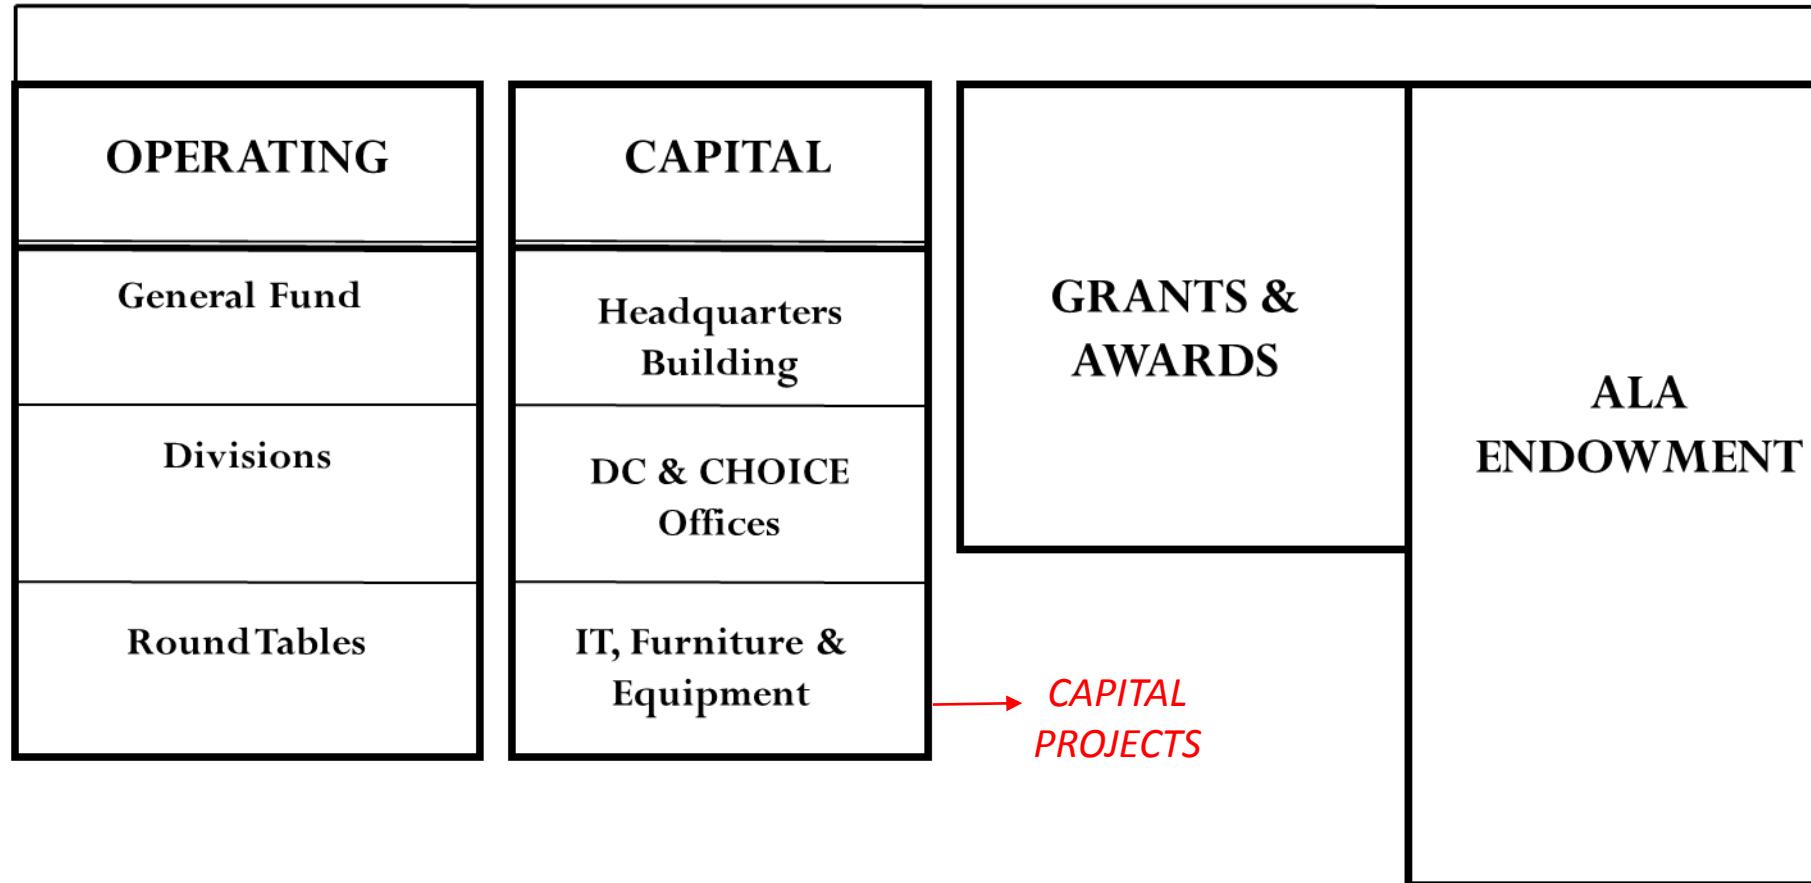 OPERATING
General Fund
Divisions
Round Tables
CAPITAL
Headquarters
Building
DC & CHOICE
Offices
IT, Furniture &
Equipment
CAPITAL
PROJECTS
GRANTS &
AWARDS
ALA
ENDOWMENT